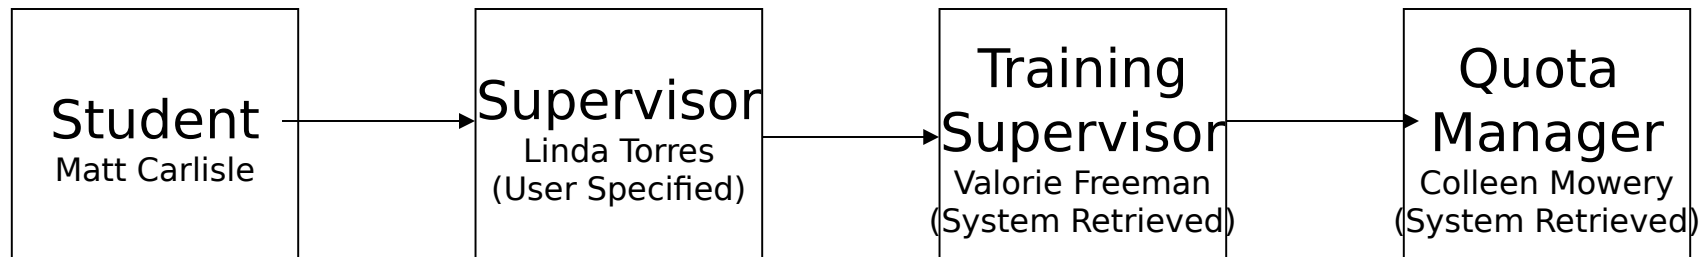 Student
Matt Carlisle
Supervisor
Linda Torres
(User Specified)
Training
Supervisor
Valorie Freeman
(System Retrieved)
Quota
Manager
Colleen Mowery
(System Retrieved)